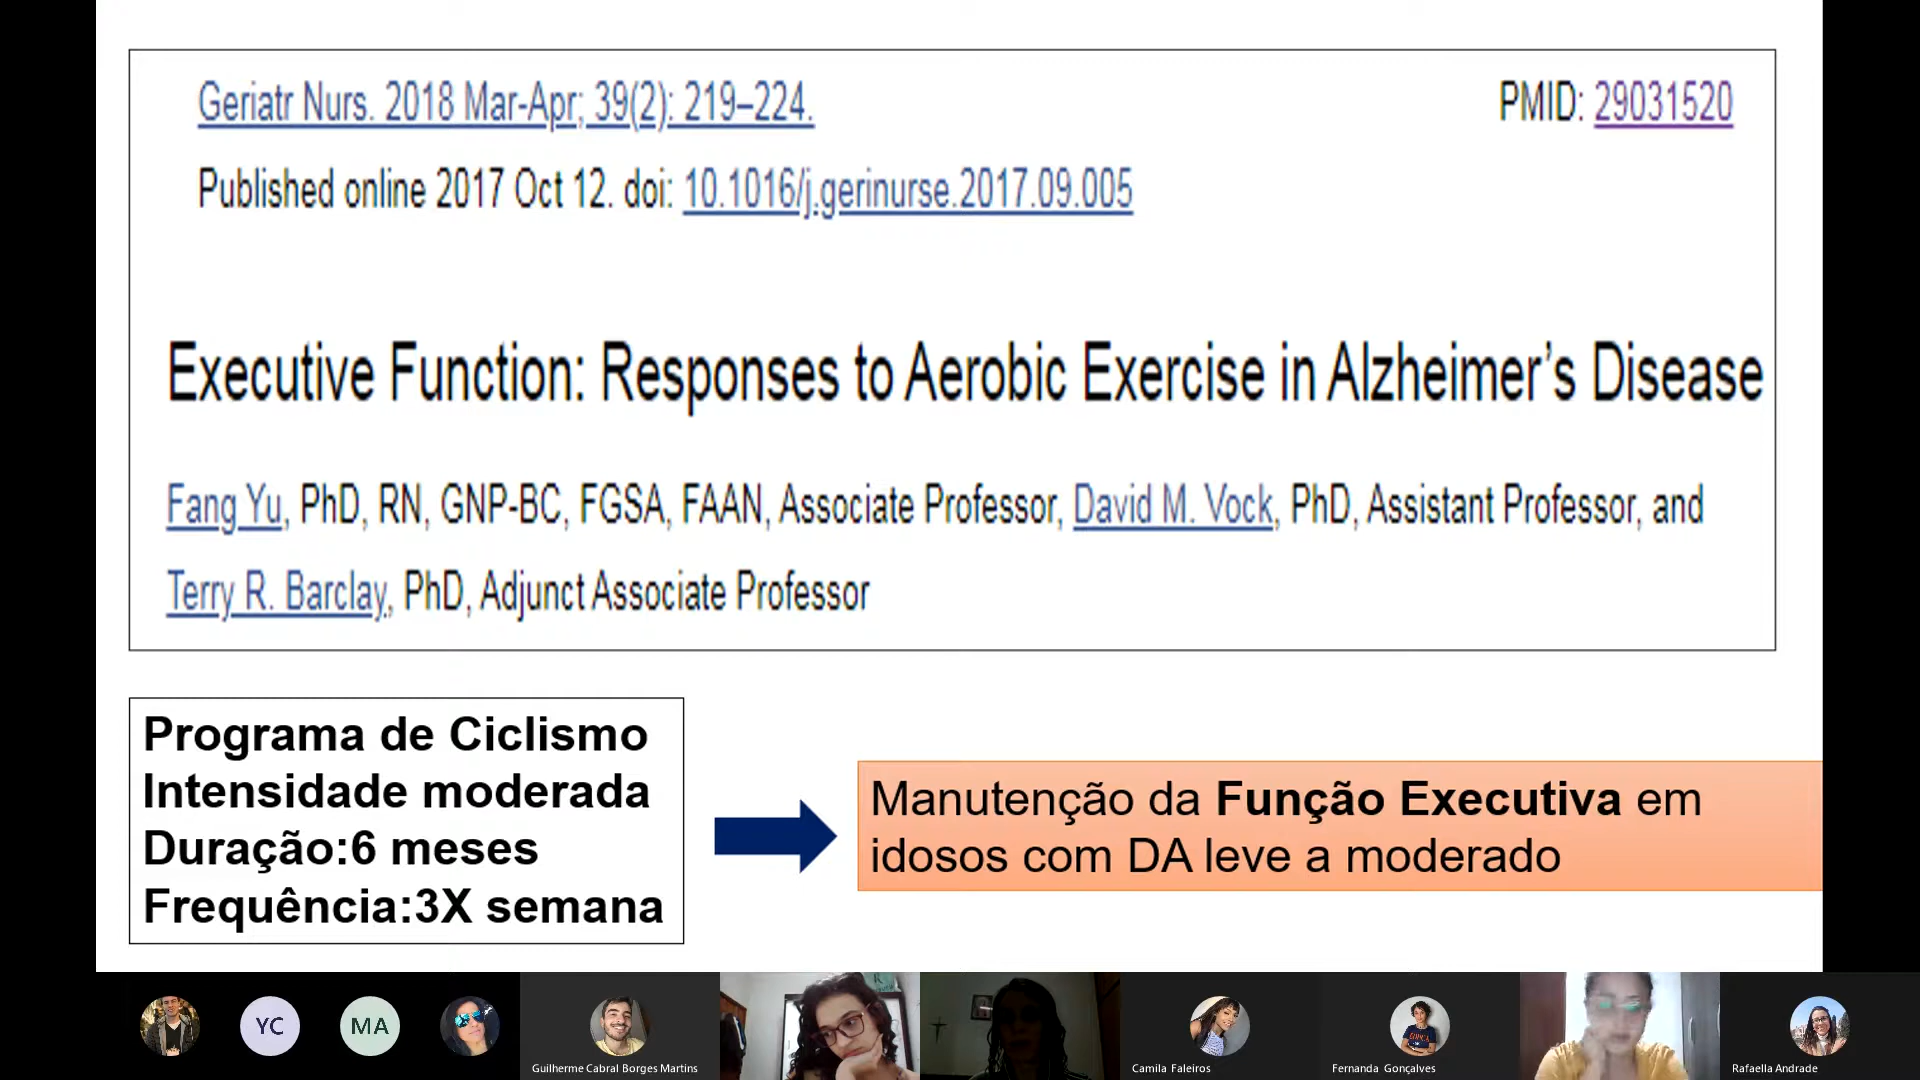 Geriatr Nurs. 2018 Mar-Apr; 39(2): 219–224.
PMID: 29031520
Published online 2017 Oct 12. doi: 10.1016/j.gerinurse.2017.09.005
Executive Function: Responses to Aerobic Exercise in Alzheimer’s Disease
Fang Yu, PhD, RN, GNP-BC, FGSA, FAAN, Associate Professor, David M. Vock, PhD, Assistant Professor, and
Terry R. Barclay, PhD, Adjunct Associate Professor
Programa de Ciclismo
Intensidade moderada
Duração:6 meses
Frequência:3X semana
Manutenção da Função Executiva em
idosos com DA leve a moderado
YC
MA
Guilherme Cabral Borges Martins
Camila Faleiros
Fernanda Gonçalves
Rafaella Andrade